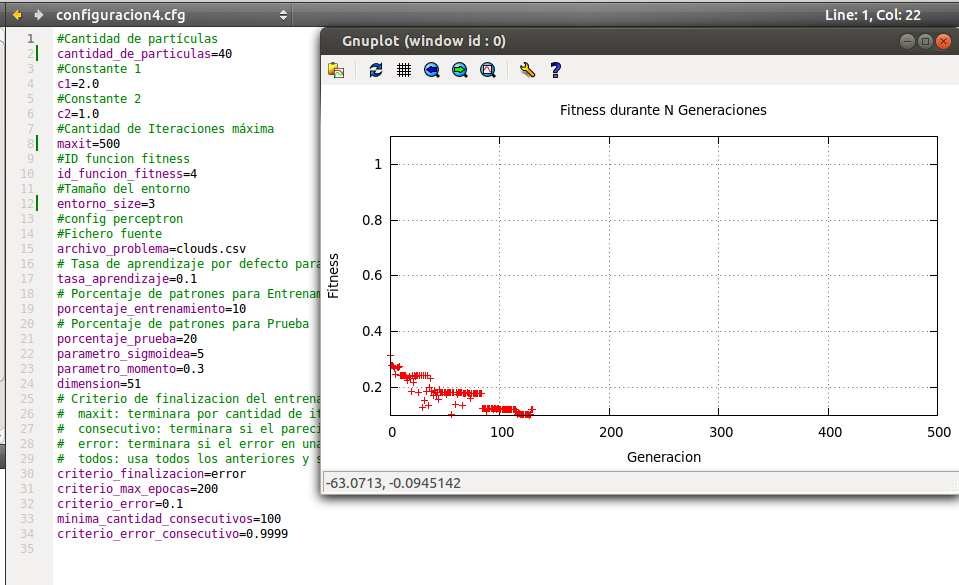 configuracion4.cfg
Line: 1, Col: 22
1 #Cantidad de partículas
2 cantidad_de_particulas=40
3 #Constante 1
4 c1=2.0
5 #Constante 2
6 c2=1.0
7 #Cantidad de Iteraciones máxima
8 maxit=500
9 #ID funcion fitness
10 id_funcion_fitness=4
11 #Tamaño del entorno
12 entorno_size=3
13 #config perceptron
14 #Fichero fuente
15 archivo_problema=clouds.csv
16 # Tasa de aprendizaje por defecto para
17 tasa_aprendizaje=0.1
18 # Porcentaje de patrones para Entrenam
19 porcentaje_entrenamiento=10
20 # Porcentaje de patrones para Prueba
21 porcentaje_prueba=20
22 parametro_sigmoidea=5
23 parametro_momento=0.3
24 dimension=51
25 # Criterio de finalizacion del entrena
26 #  maxit: terminara por cantidad de it
27 #  consecutivo: terminara si el pareci
28 #  error: terminara si el error en una
29 #  todos: usa todos los anteriores y s
30 criterio_finalizacion=error
31 criterio_max_epocas=200
32 criterio_error=0.1
33 minima_cantidad_consecutivos=100
34 criterio_error_consecutivo=0.9999
35
Gnuplot (window id : 0)
Fitness durante N Generaciones
Fitness
1
0.8
0.6
0.4
0.2
0 100 200 300 400 500
Generacion
-63.0713, -0.0945142